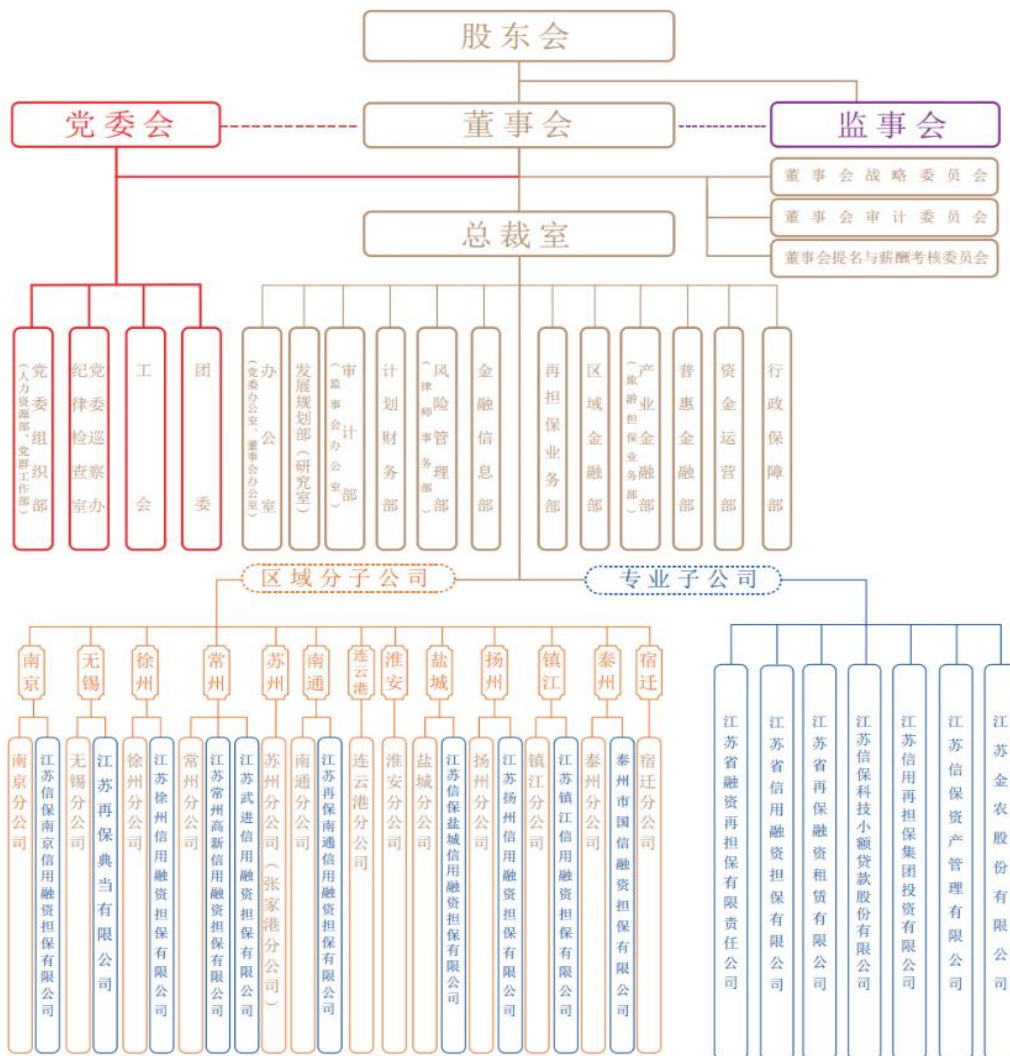 股东会
党委会
董事会
监事会
董事会战略委员会
董事会审计委员会
董事会提名与薪酬考核委员会
总裁室
党委组织部
(人力资源部、党群工作部)
党委巡察办
纪律检查室
工会
团委
办公室
(党委办公室、董事会办公室)
发展规划部(研究室)
审计部
(监事会办公室)
计划财务部
风险管理部
(律师事务部)
金融信息部
再担保业务部
区域金融部
产业金融部
(旅游担保业务部)
普惠金融部
资金运营部
行政保障部
区域分子公司
专业子公司
南京
无锡
徐州
常州
苏州
南通
连云港
淮安
盐城
扬州
镇江
泰州
宿迁
南京分公司
江苏信保南京信用融资担保有限公司
无锡分公司
江苏再保典当有限公司
徐州分公司
江苏徐州信用融资担保有限公司
常州分公司
江苏常州高新信用融资担保有限公司
江苏武进信用融资担保有限公司
苏州分公司(张家港分公司)
南通分公司
江苏再保南通信用融资担保有限公司
连云港分公司
淮安分公司
盐城分公司
江苏信保盐城信用融资担保有限公司
扬州分公司
江苏扬州信用融资担保有限公司
镇江分公司
江苏镇江信用融资担保有限公司
泰州分公司
泰州市国信融资担保有限公司
宿迁分公司
江苏省融资再担保有限责任公司
江苏省信用融资担保有限公司
江苏省再保融资租赁有限公司
江苏信保科技小额贷款股份有限公司
江苏信用再担保集团投资有限公司
江苏信保资产管理有限公司
江苏金农股份有限公司